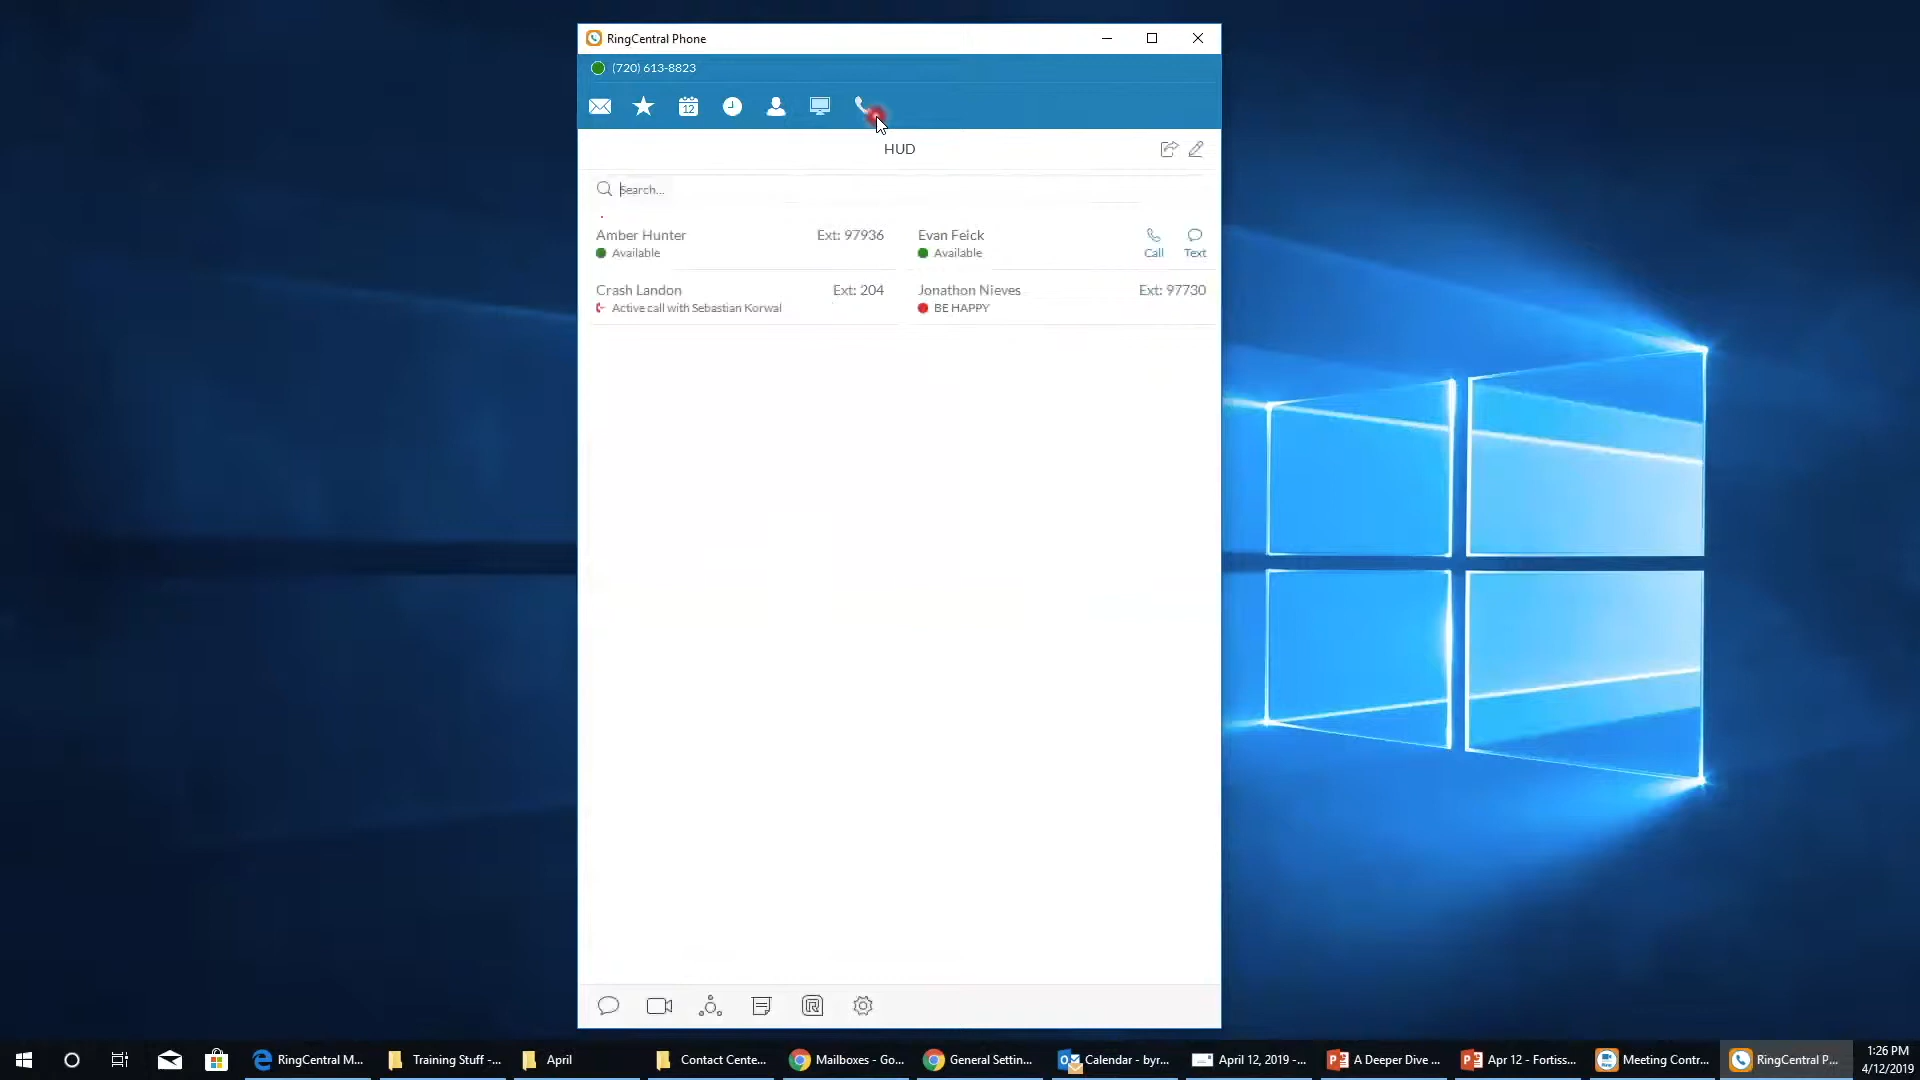 RingCentral Phone
(720) 613-8823
12
HUD
Search...
Amber Hunter Ext: 97936
Available
Evan Feick
Available
Call Text
Crash Landon Ext: 204
Active call with Sebastian Korwal
Jonathon Nieves Ext: 97730
BE HAPPY
RingCentral M... Training Stuff -... April Contact Cente... Mailboxes - Go... General Settin... Calendar - byr... April 12, 2019 -... A Deeper Dive ... Apr 12 - Fortiss... Meeting Contr... RingCentral P...
1:26 PM
4/12/2019